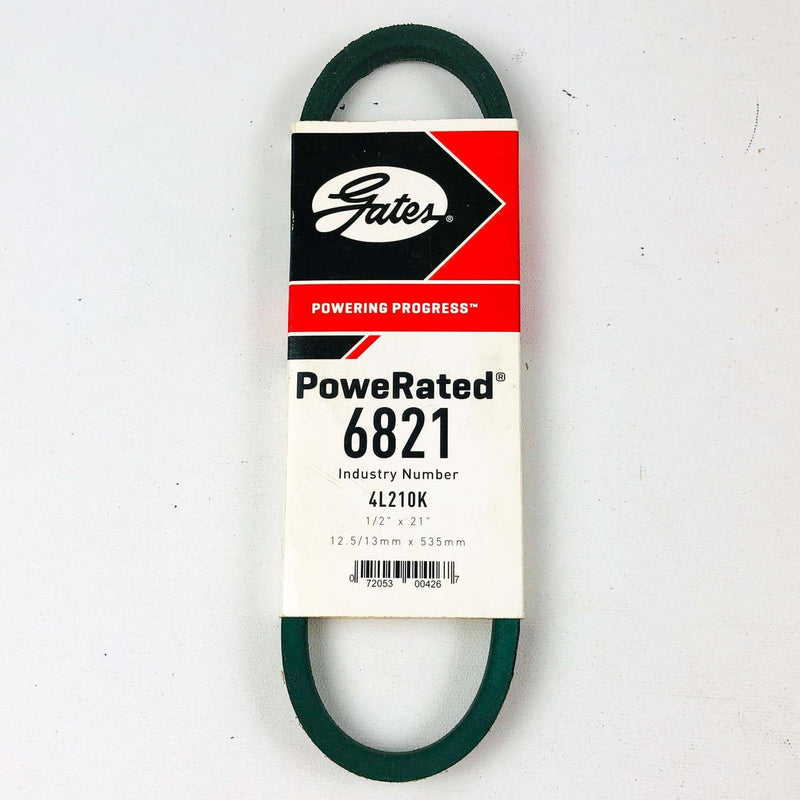 Gates®
POWERING PROGRESS™
PoweRated®
6821
Industry Number
4L210K
1/2" x 21"
12.5/13mm x 535mm
0 72053 00426 7